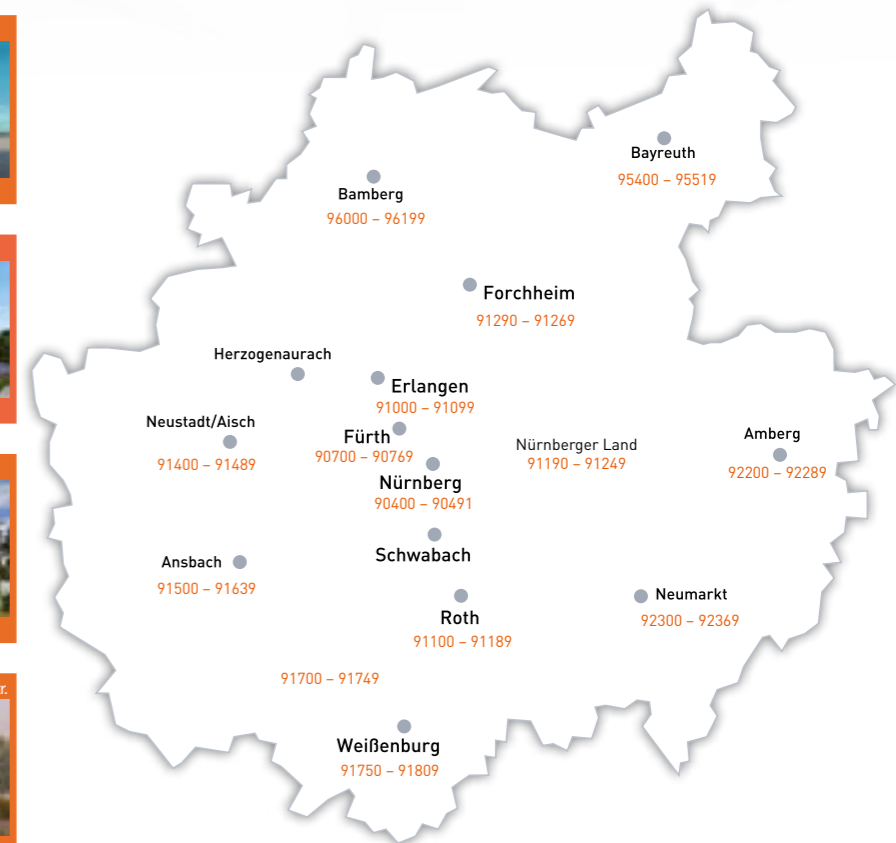 Bayreuth
95400 – 95519
Bamberg
96000 – 96199
Forchheim
91290 – 91269
Herzogenaurach
Erlangen
91000 – 91099
Neustadt/Aisch
91400 – 91489
Fürth
90700 – 90769
Nürnberger Land
91190 – 91249
Amberg
92200 – 92289
Nürnberg
90400 – 90491
Schwabach
Ansbach
91500 – 91639
Neumarkt
92300 – 92369
Roth
91100 – 91189
91700 – 91749
r.
Weißenburg
91750 – 91809